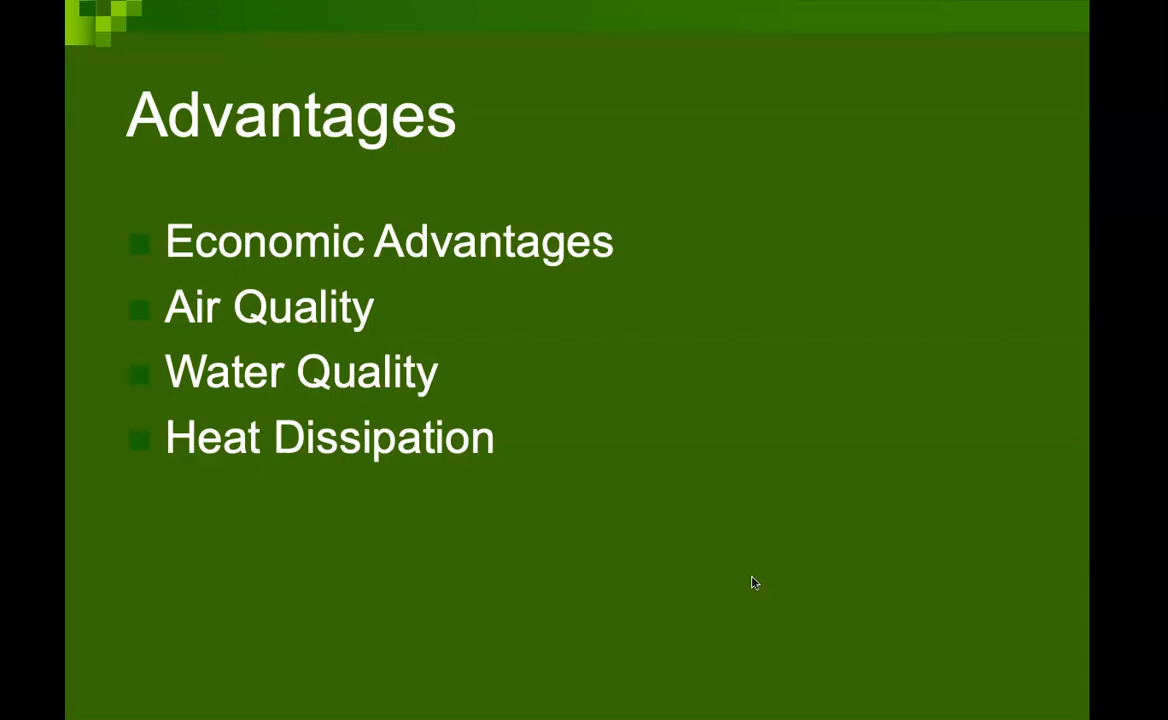 Advantages
Economic Advantages
Air Quality
Water Quality
Heat Dissipation